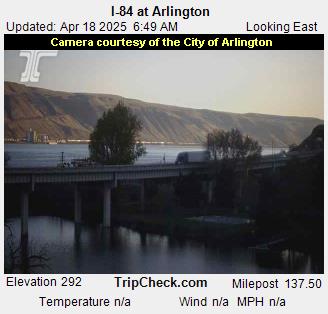 I-84 at Arlington
Updated: Apr 18 2025 6:49 AM Looking East
Camera courtesy of the City of Arlington
Elevation 292 TripCheck.com Milepost 137.50
Temperature n/a Wind n/a MPH n/a